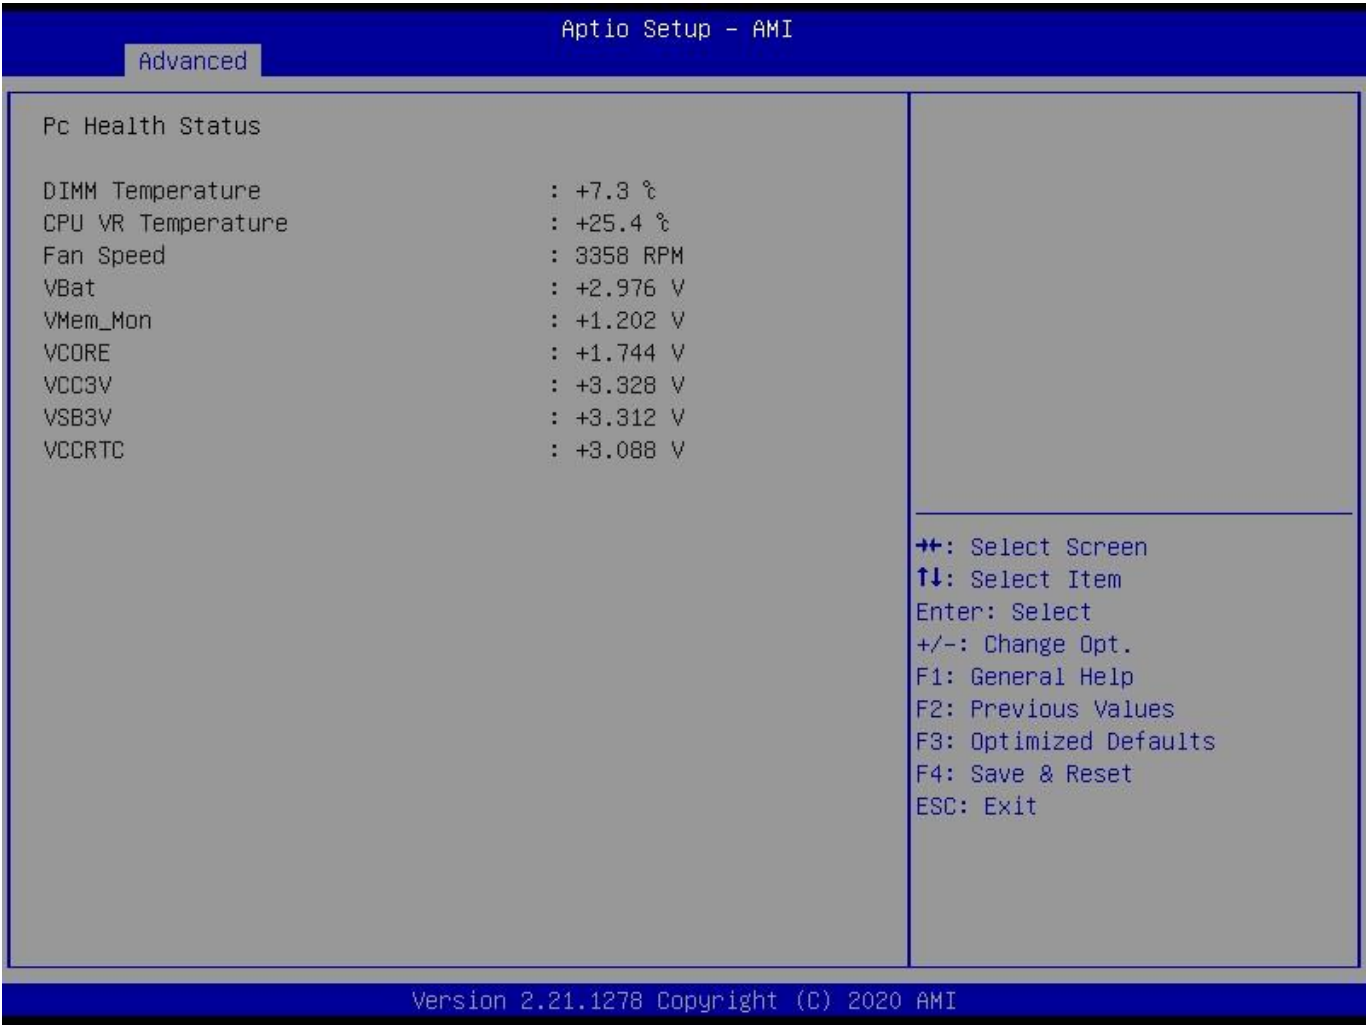 Aptio Setup – AMI
Advanced
Pc Health Status
DIMM Temperature : +7.3 ℃
CPU VR Temperature : +25.4 ℃
Fan Speed : 3358 RPM
VBat : +2.976 V
VMem_Mon : +1.202 V
VCORE : +1.744 V
VCC3V : +3.328 V
VSB3V : +3.312 V
VCCRTC : +3.088 V
→←: Select Screen
↑↓: Select Item
Enter: Select
+/-: Change Opt.
F1: General Help
F2: Previous Values
F3: Optimized Defaults
F4: Save & Reset
ESC: Exit
Version 2.21.1278 Copyright (C) 2020 AMI